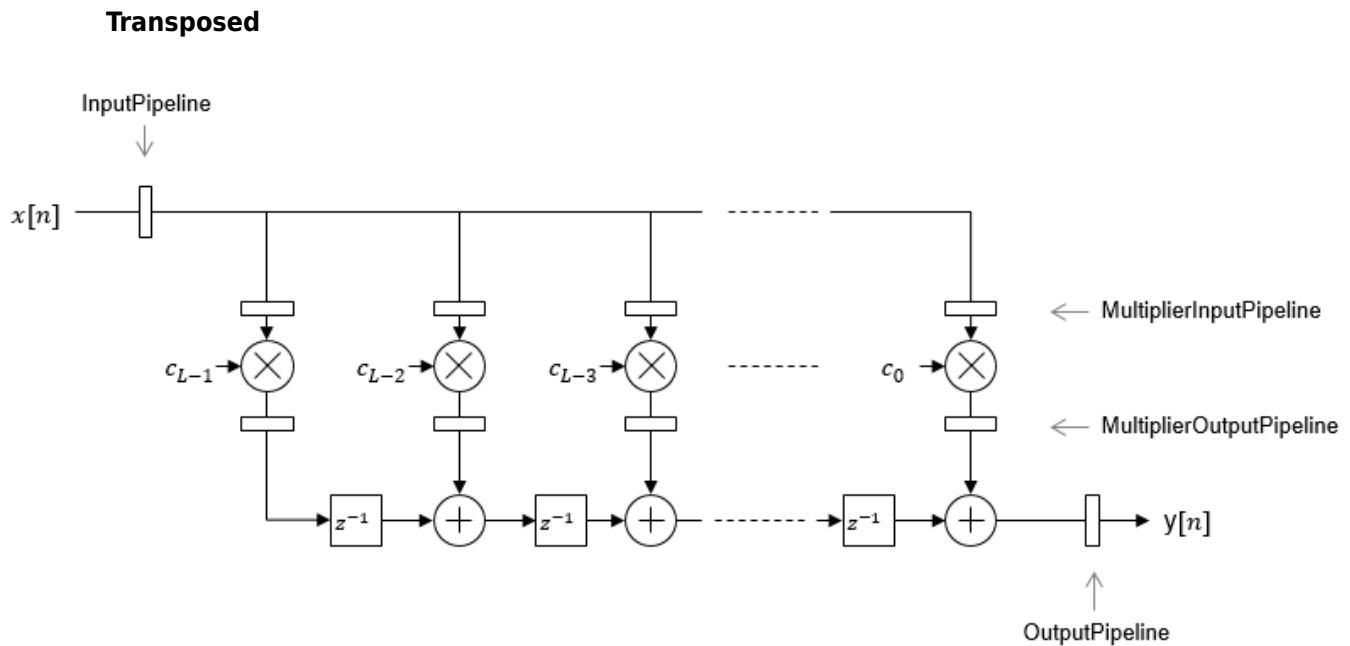 Transposed
InputPipeline
x[n]
MultiplierInputPipeline
c_{L-1} c_{L-2} c_{L-3} c_0
MultiplierOutputPipeline
z^{-1} z^{-1} z^{-1} y[n]
OutputPipeline